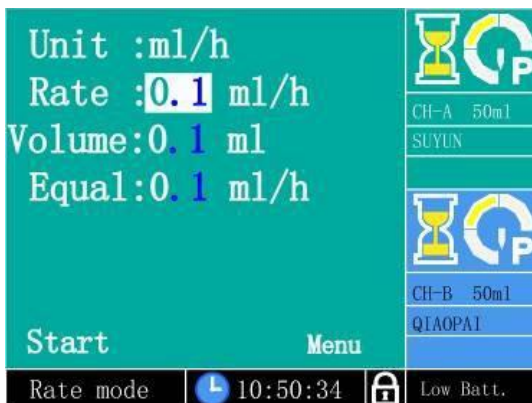 Unit :ml/h
Rate :0.1 ml/h
Volume:0.1 ml
Equal:0.1 ml/h
Start
Menu
P
CH-A 50ml
SUYUN
P
CH-B 50ml
QIAOPAI
Rate mode
10:50:34
Low Batt.